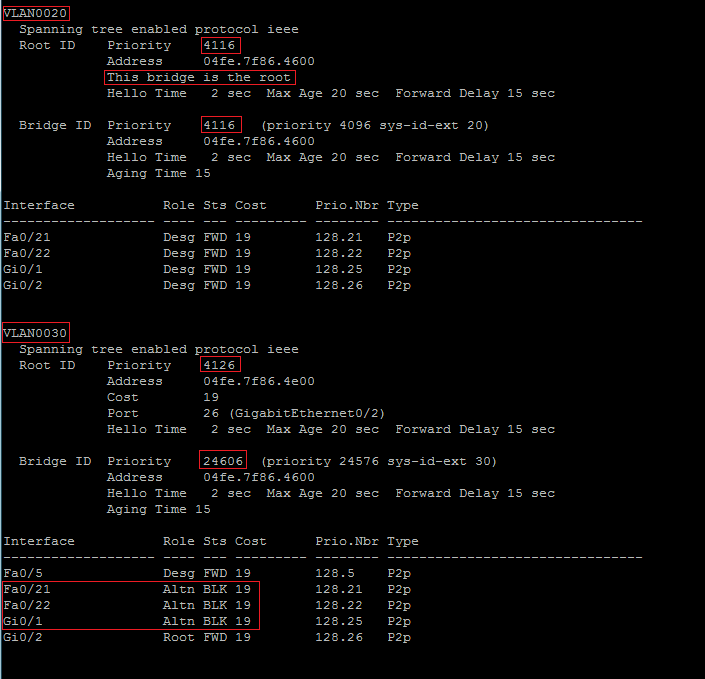 VLAN0020
  Spanning tree enabled protocol ieee
  Root ID    Priority    4116
             Address     04fe.7f86.4600
             This bridge is the root
             Hello Time   2 sec  Max Age 20 sec  Forward Delay 15 sec

  Bridge ID  Priority    4116   (priority 4096 sys-id-ext 20)
             Address     04fe.7f86.4600
             Hello Time   2 sec  Max Age 20 sec  Forward Delay 15 sec
             Aging Time 15

Interface           Role Sts Cost      Prio.Nbr Type
------------------- ---- --- --------- -------- --------------------------------
Fa0/21              Desg FWD 19        128.21   P2p
Fa0/22              Desg FWD 19        128.22   P2p
Gi0/1               Desg FWD 19        128.25   P2p
Gi0/2               Desg FWD 19        128.26   P2p

VLAN0030
  Spanning tree enabled protocol ieee
  Root ID    Priority    4126
             Address     04fe.7f86.4e00
             Cost        19
             Port        26 (GigabitEthernet0/2)
             Hello Time   2 sec  Max Age 20 sec  Forward Delay 15 sec

  Bridge ID  Priority    24606  (priority 24576 sys-id-ext 30)
             Address     04fe.7f86.4600
             Hello Time   2 sec  Max Age 20 sec  Forward Delay 15 sec
             Aging Time 15

Interface           Role Sts Cost      Prio.Nbr Type
------------------- ---- --- --------- -------- --------------------------------
Fa0/5               Desg FWD 19        128.5    P2p
Fa0/21              Altn BLK 19        128.21   P2p
Fa0/22              Altn BLK 19        128.22   P2p
Gi0/1               Altn BLK 19        128.25   P2p
Gi0/2               Root FWD 19        128.26   P2p